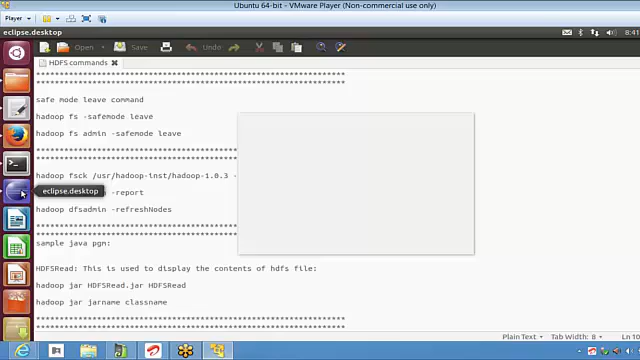 Ubuntu 64-bit - VMware Player (Non-commercial use only)
Player
eclipse.desktop
8:41
Open
Save
Undo
HDFS commands
********************************************************************
********************************************************************
safe mode leave command
hadoop fs -safemode leave
hadoop fs admin -safemode leave
********************************************
hadoop fsck /usr/hadoop-inst/hadoop-1.0.3 -
eclipse.desktop
-report
hadoop dfsadmin -refreshNodes
********************************************
sample java pgn:
HDFSRead: This is used to display the contents of hdfs file:
hadoop jar HDFSRead.jar HDFSRead
hadoop jar jarname classname
********************************************************************
Plain Text
Tab Width: 8
Ln 10